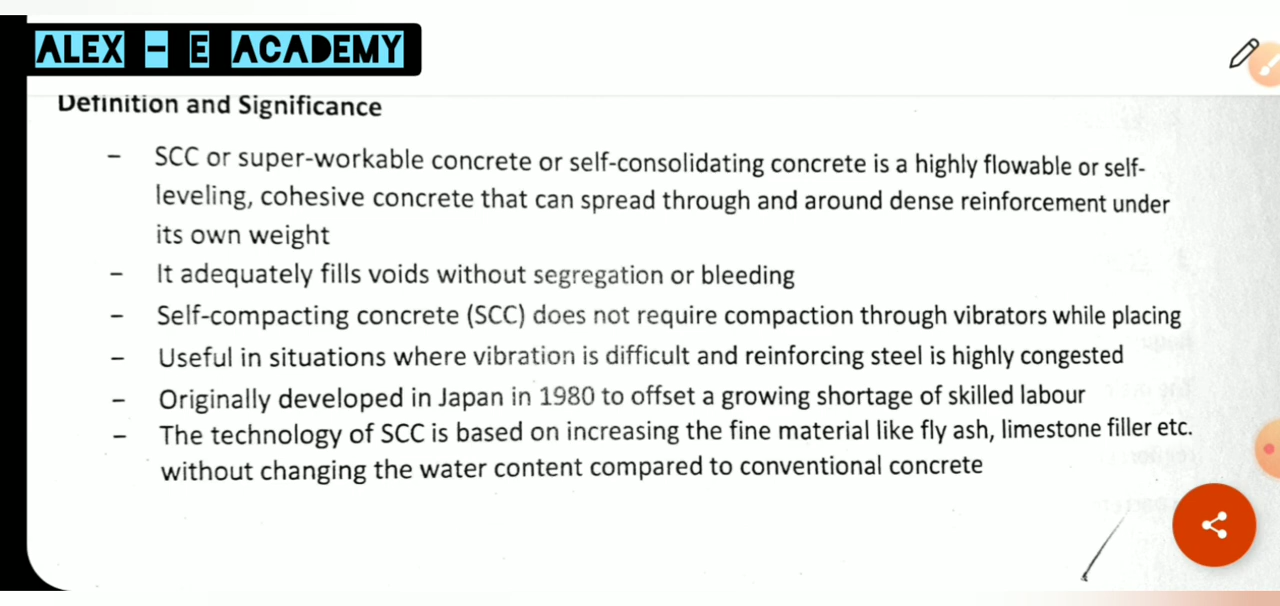 ALEX - E ACADEMY
Definition and Significance
- SCC or super-workable concrete or self-consolidating concrete is a highly flowable or self-
leveling, cohesive concrete that can spread through and around dense reinforcement under
its own weight
- It adequately fills voids without segregation or bleeding
- Self-compacting concrete (SCC) does not require compaction through vibrators while placing
- Useful in situations where vibration is difficult and reinforcing steel is highly congested
- Originally developed in Japan in 1980 to offset a growing shortage of skilled labour
- The technology of SCC is based on increasing the fine material like fly ash, limestone filler etc.
without changing the water content compared to conventional concrete